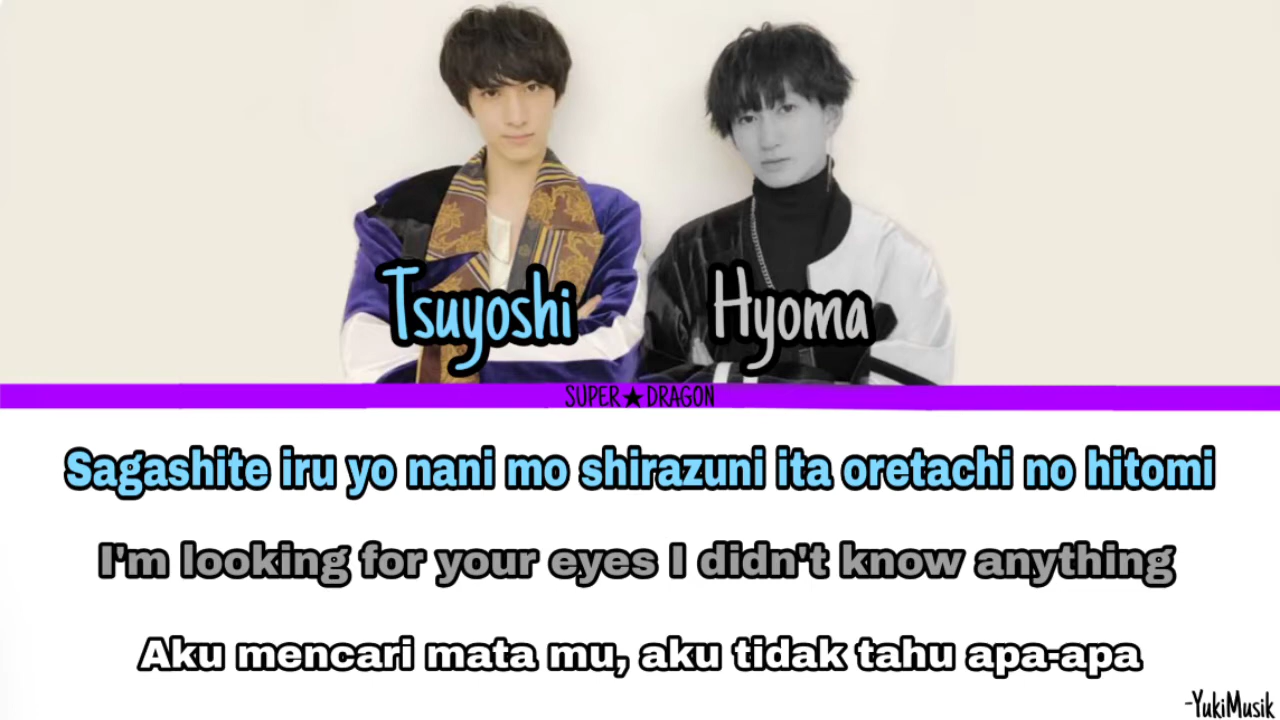 Tsuyoshi Hyoma
SUPER★DRAGON
Sagashite iru yo nani mo shirazuni ita oretachi no hitomi
I'm looking for your eyes I didn't know anything
Aku mencari mata mu, aku tidak tahu apa-apa
-YukiMusik